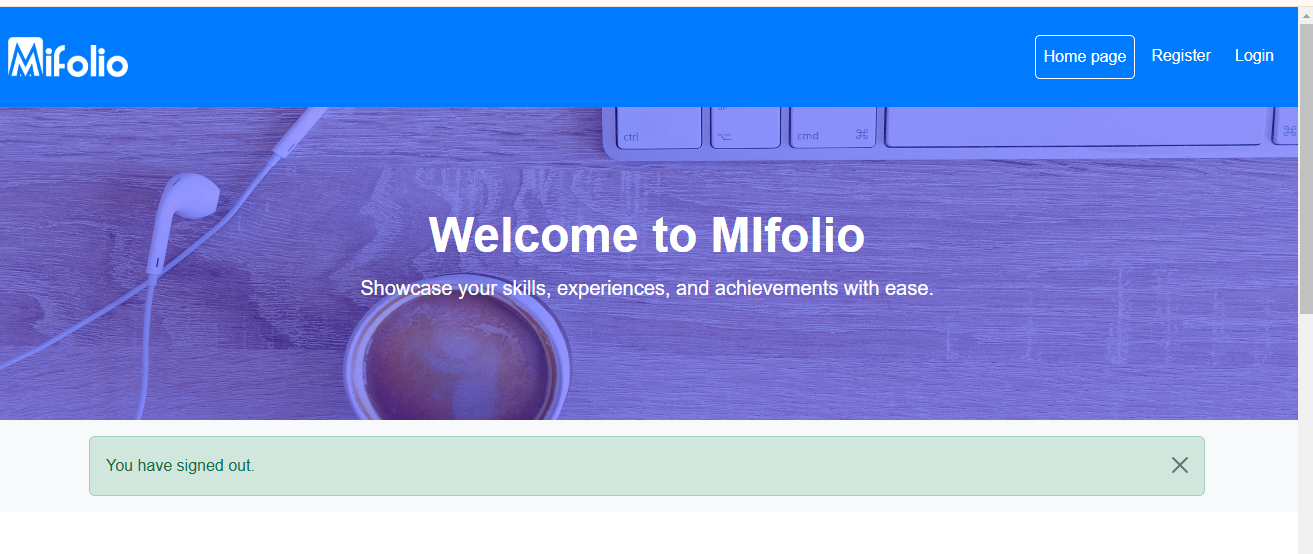 Mifolio
Home page
Register
Login
ctrl
cmd
Welcome to MIfolio
Showcase your skills, experiences, and achievements with ease.
You have signed out.